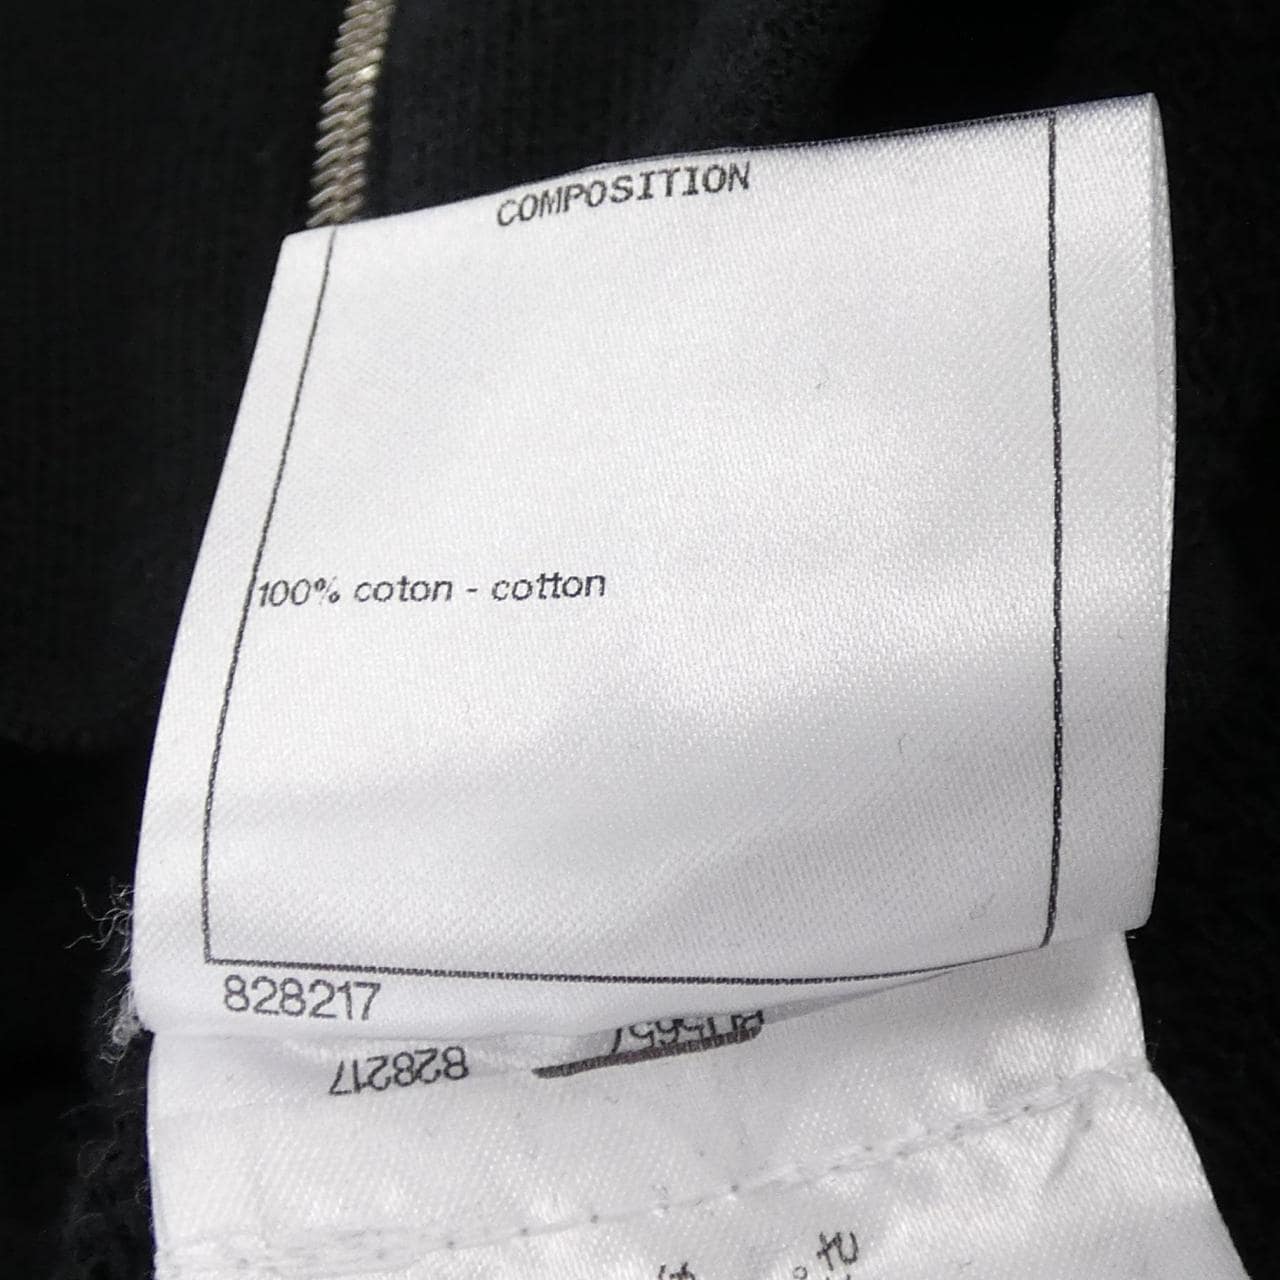 COMPOSITION
100% coton - cotton
828217
828217